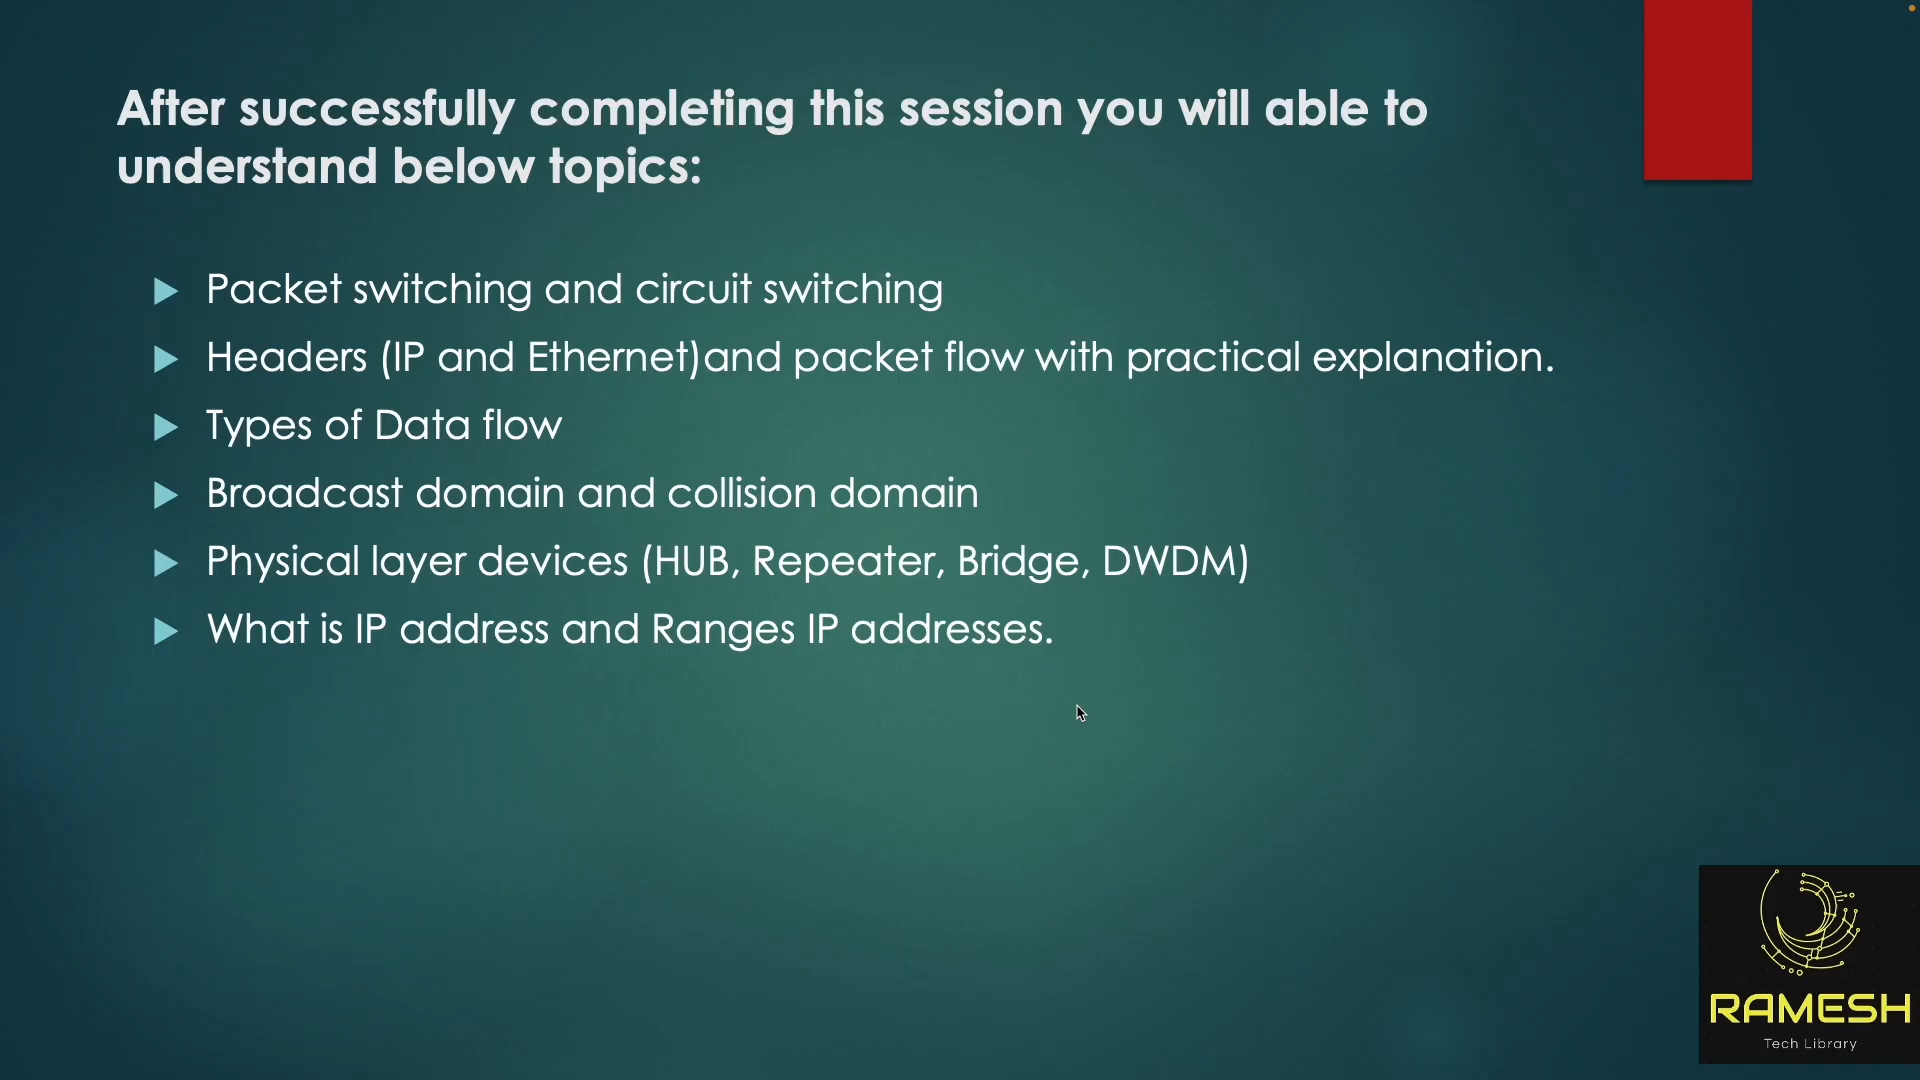 After successfully completing this session you will able to
understand below topics:
Packet switching and circuit switching
Headers (IP and Ethernet)and packet flow with practical explanation.
Types of Data flow
Broadcast domain and collision domain
Physical layer devices (HUB, Repeater, Bridge, DWDM)
What is IP address and Ranges IP addresses.
RAMESH
Tech Library